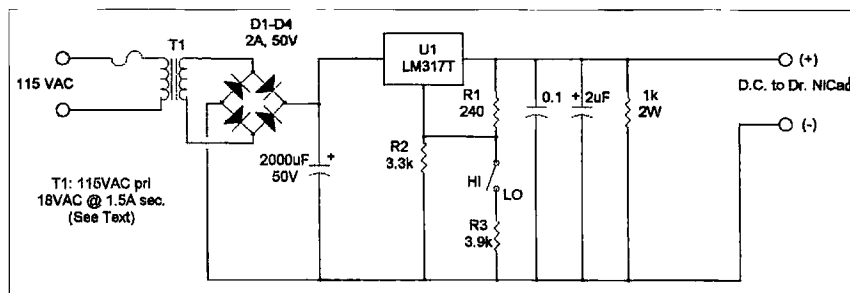 D1-D4
2A, 50V
T1
115 VAC
T1: 115VAC pri
18VAC @ 1.5A sec.
(See Text)
2000uF
50V
+
U1
LM317T
R2
3.3k
R1
240
HI
LO
R3
3.9k
0.1
+
2uF
1k
2W
(+)
D.C. to Dr. NiCad
(-)